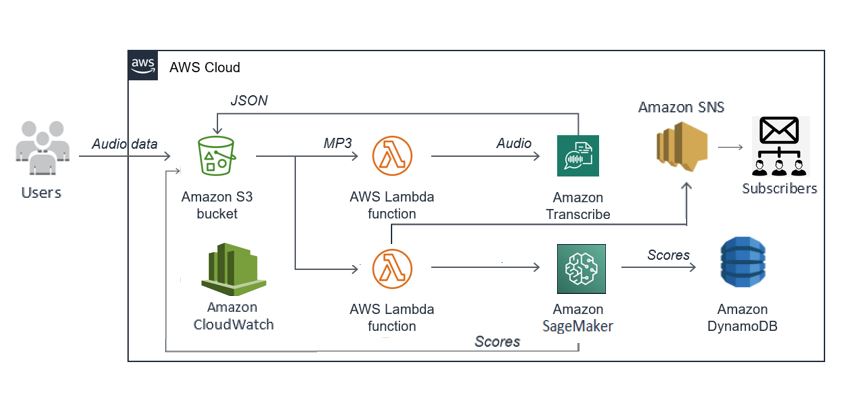 aws
AWS Cloud
JSON
Amazon SNS
Audio data
MP3
Audio
Users
Amazon S3
bucket
AWS Lambda
function
Amazon
Transcribe
Subscribers
Scores
Amazon
CloudWatch
AWS Lambda
function
Amazon
SageMaker
Amazon
DynamoDB
Scores